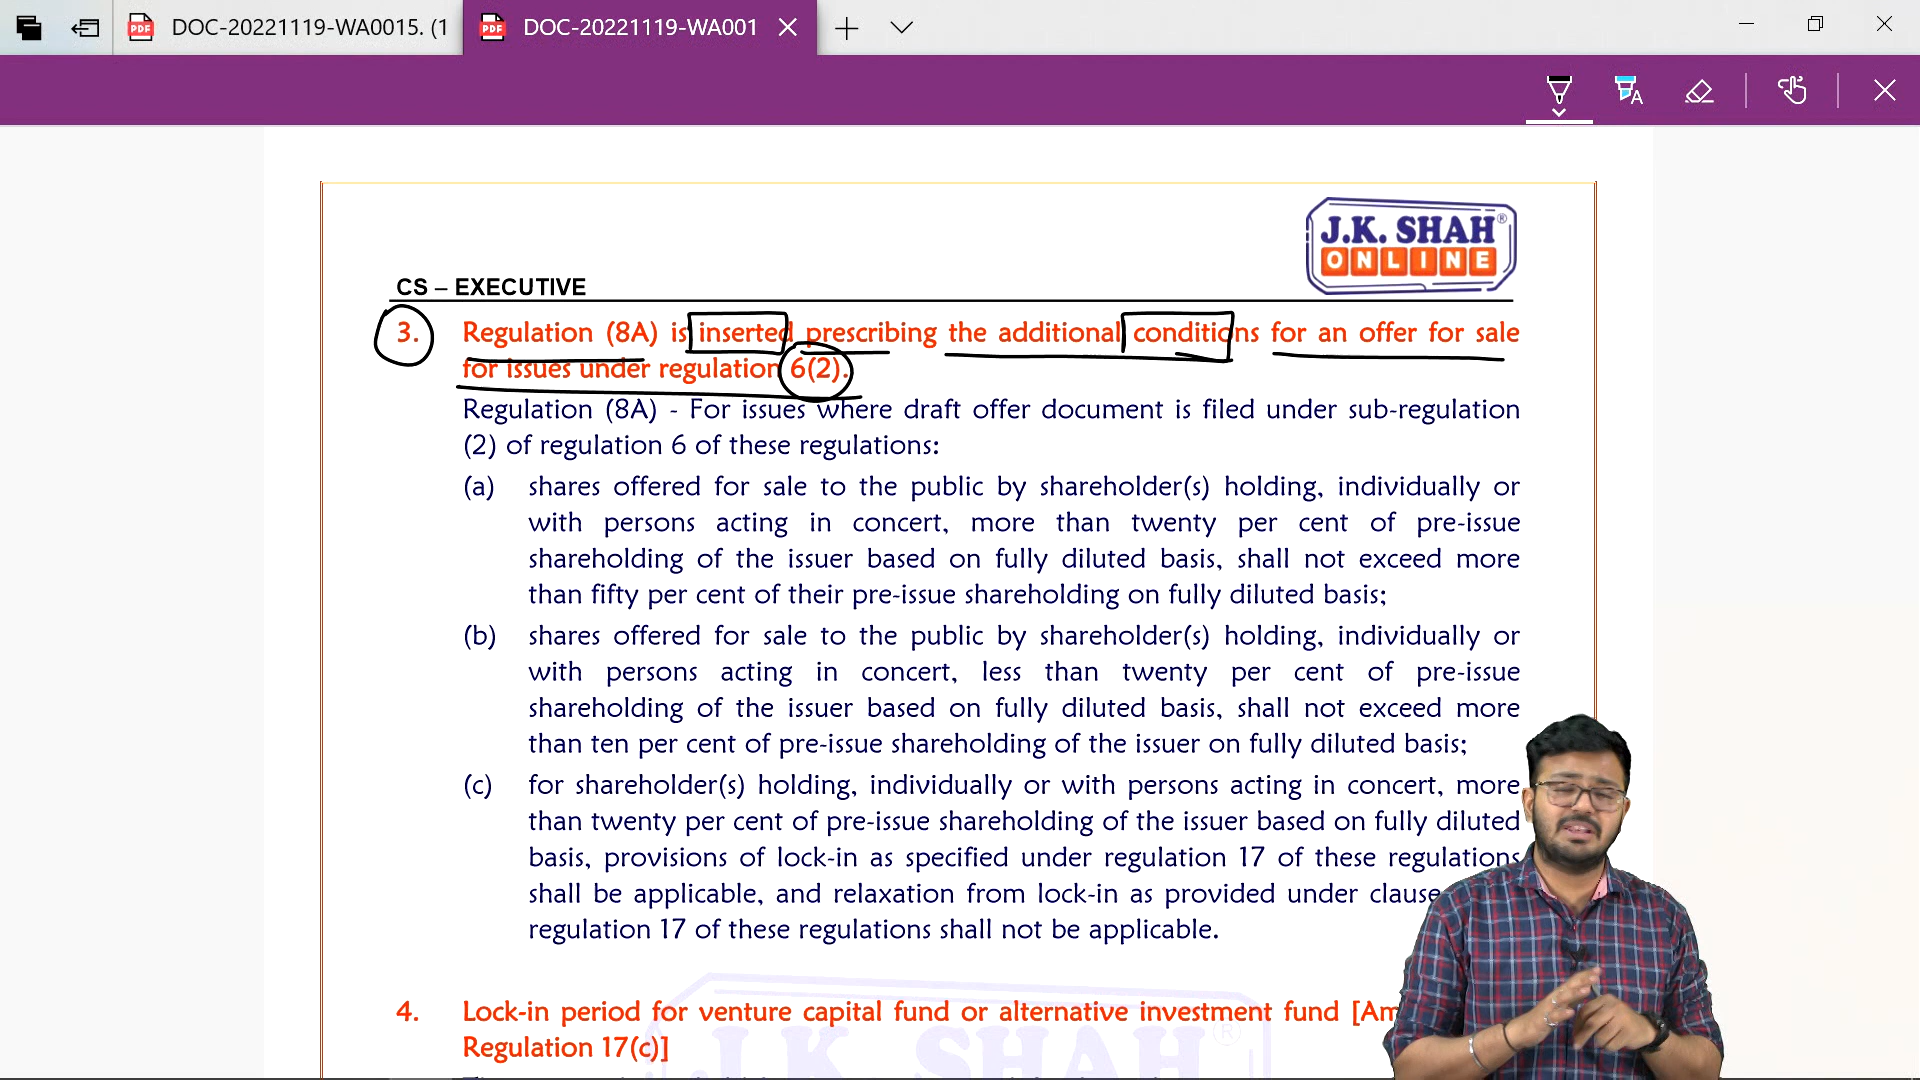 DOC-20221119-WA0015. (1
DOC-20221119-WA001
J.K. SHAH®
ONLINE
CS – EXECUTIVE
3. Regulation (8A) is inserted prescribing the additional conditions for an offer for sale
for issues under regulation 6(2).
Regulation (8A) - For issues where draft offer document is filed under sub-regulation
(2) of regulation 6 of these regulations:
(a) shares offered for sale to the public by shareholder(s) holding, individually or
with persons acting in concert, more than twenty per cent of pre-issue
shareholding of the issuer based on fully diluted basis, shall not exceed more
than fifty per cent of their pre-issue shareholding on fully diluted basis;
(b) shares offered for sale to the public by shareholder(s) holding, individually or
with persons acting in concert, less than twenty per cent of pre-issue
shareholding of the issuer based on fully diluted basis, shall not exceed more
than ten per cent of pre-issue shareholding of the issuer on fully diluted basis;
(c) for shareholder(s) holding, individually or with persons acting in concert, more
than twenty per cent of pre-issue shareholding of the issuer based on fully diluted
basis, provisions of lock-in as specified under regulation 17 of these regulations
shall be applicable, and relaxation from lock-in as provided under clause
regulation 17 of these regulations shall not be applicable.
4. Lock-in period for venture capital fund or alternative investment fund [Am
Regulation 17(c)]
J.K. SHAH®